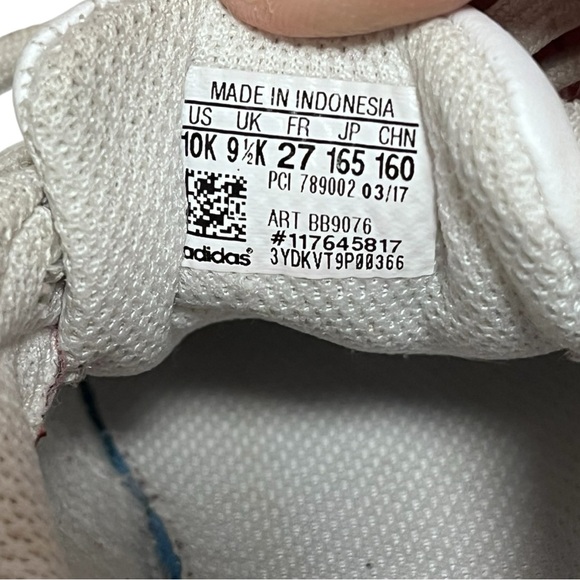 MADE IN INDONESIA
US UK FR JP CHN
10K 9½K 27 165 160
PCI 789002 03/17
ART BB9076
#117645817
adidas® 3YDKVT9P00366